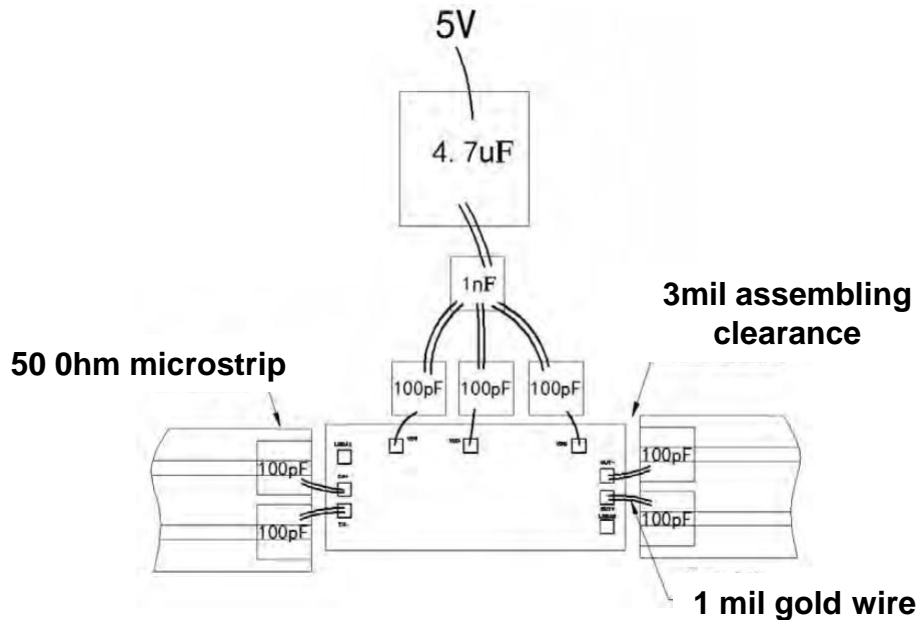 5V
4.7uF
1nF
3mil assembling
clearance
50 0hm microstrip
100pF
100pF
100pF
100pF
100pF
100pF
100pF
1 mil gold wire